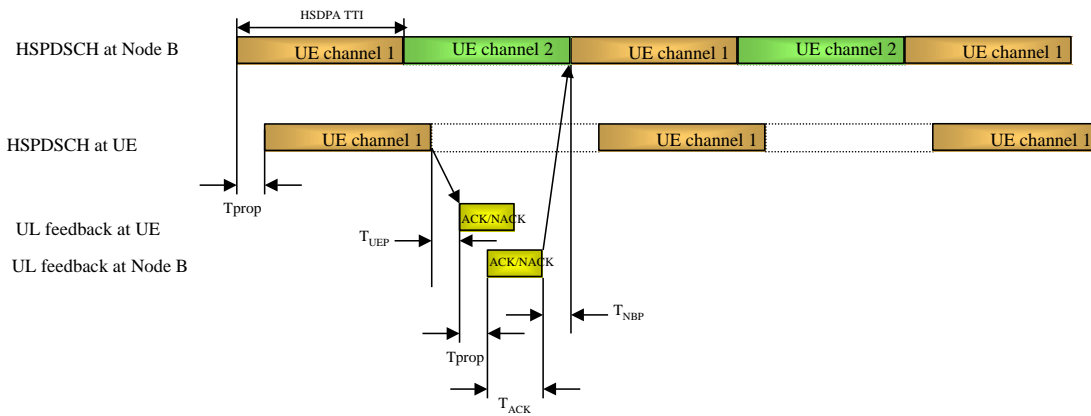 HSDPA TTI
HSPDSCH at Node B
UE channel 1
UE channel 2
UE channel 1
UE channel 2
UE channel 1
HSPDSCH at UE
UE channel 1
UE channel 1
UE channel 1
Tprop
UL feedback at UE
ACK/NACK
TUEP
UL feedback at Node B
ACK/NACK
TNBP
Tprop
TACK